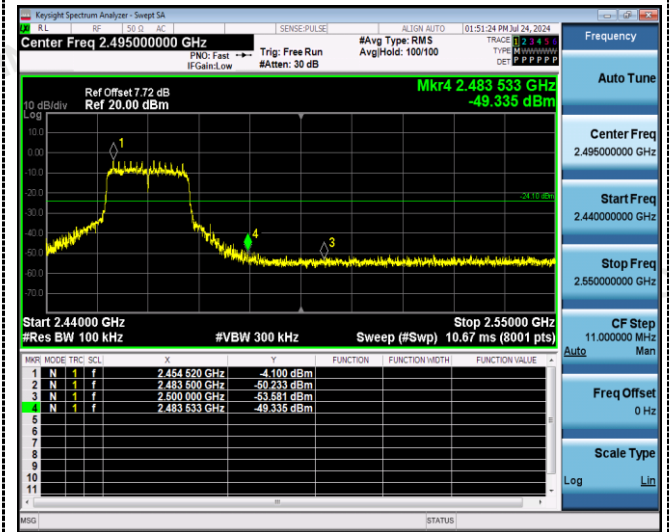 Keysight Spectrum Analyzer - Swept SA
RL RF 50 Ω AC SENSE:PULSE ALIGN AUTO 01:51:24 PM Jul 24, 2024
Center Freq 2.495000000 GHz
PNO: Fast
IFGain:Low
Trig: Free Run
#Atten: 30 dB
#Avg Type: RMS
Avg|Hold: 100/100
TRACE 1 2 3 4 5 6
TYPE MWWWWW
DET P P P P P P
Ref Offset 7.72 dB
10 dB/div Ref 20.00 dBm
Log
Mkr4 2.483 533 GHz
-49.335 dBm
10.0
0.00
-10.0
-20.0
-30.0
-40.0
-50.0
-60.0
-70.0
1
4
3
-24.10 dBm
Start 2.44000 GHz Stop 2.55000 GHz
#Res BW 100 kHz #VBW 300 kHz Sweep (#Swp) 10.67 ms (8001 pts)
MKR MODE TRC SCL X Y FUNCTION FUNCTION WIDTH FUNCTION VALUE
1 N 1 f 2.454 520 GHz -4.100 dBm
2 N 1 f 2.483 500 GHz -50.233 dBm
3 N 1 f 2.500 000 GHz -53.581 dBm
4 N 1 f 2.483 533 GHz -49.335 dBm
5
6
7
8
9
10
11
MSG STATUS
Frequency
Auto Tune
Center Freq
2.495000000 GHz
Start Freq
2.440000000 GHz
Stop Freq
2.550000000 GHz
CF Step
11.000000 MHz
Auto Man
Freq Offset
0 Hz
Scale Type
Log Lin